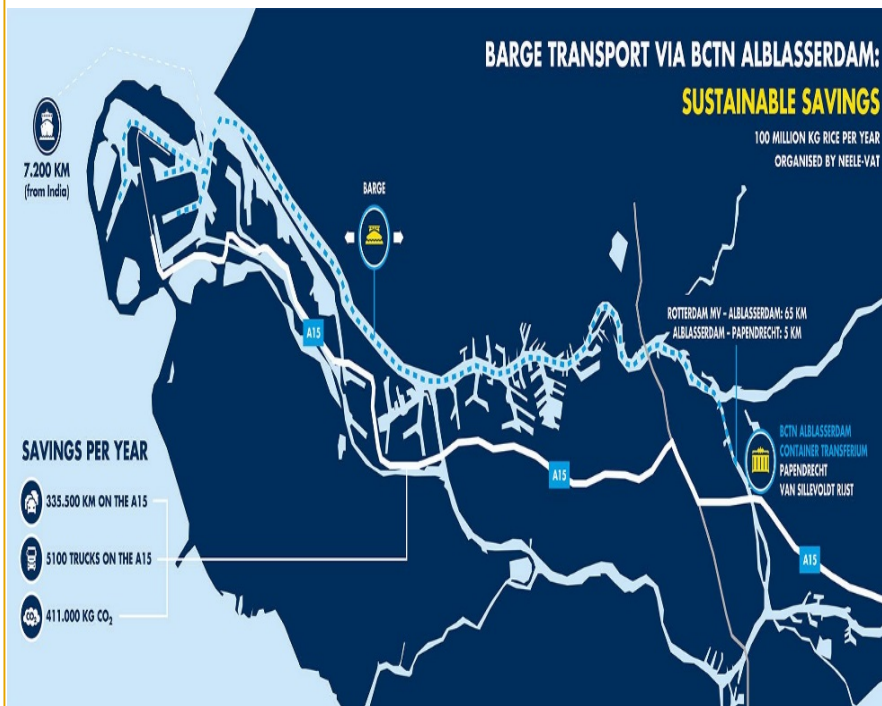 BARGE TRANSPORT VIA BCTN ALBLASSERDAM:
SUSTAINABLE SAVINGS
100 MILLION KG RICE PER YEAR
ORGANISED BY NEELE-VAT
7.200 KM
(from India)
BARGE
A15
ROTTERDAM MV - ALBLASSERDAM: 65 KM
ALBLASSERDAM - PAPENDRECHT: 5 KM
BCTN ALBLASSERDAM
CONTAINER TRANSFERIUM
PAPENDRECHT
VAN SILLEVOLDT RIJST
A15
A15
SAVINGS PER YEAR
335.500 KM ON THE A15
5100 TRUCKS ON THE A15
CO₂
411.000 KG CO₂